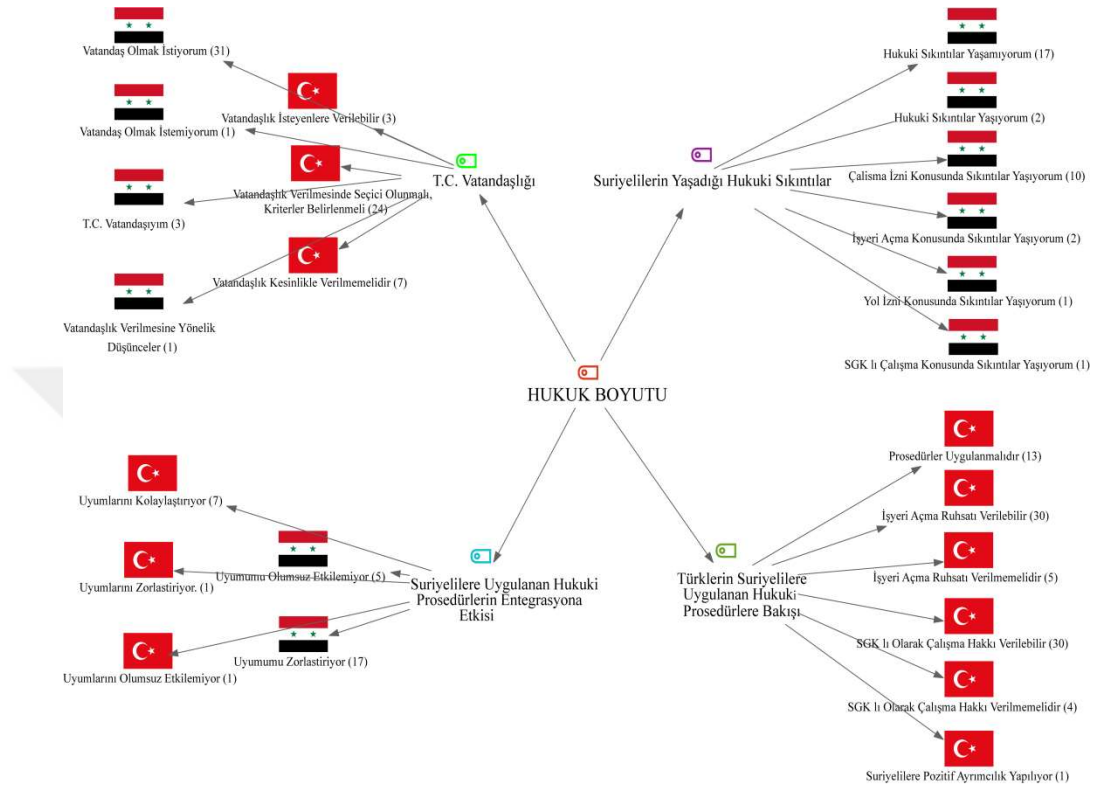 Vatandaş Olmak İstiyorum (31)
Vatandaşlık İsteyenlere Verilebilir (3)
Vatandaş Olmak İstemiyorum (1)
T.C. Vatandaşlığı
Vatandaşlık Verilmesinde Seçici Olunmalı,
Kriterler Belirlenmeli (24)
T.C. Vatandaşıyım (3)
Vatandaşlık Kesinlikle Verilmemelidir (7)
Vatandaşlık Verilmesine Yönelik
Düşünceler (1)
Hukuki Sıkıntılar Yaşamıyorum (17)
Hukuki Sıkıntılar Yaşıyorum (2)
Suriyelilerin Yaşadığı Hukuki Sıkıntılar
Çalisma İzni Konusunda Sıkıntılar Yaşıyorum (10)
İşyeri Açma Konusunda Sıkıntılar Yaşıyorum (2)
Yol İzni Konusunda Sıkıntılar Yaşıyorum (1)
SGK lı Çalışma Konusunda Sıkıntılar Yaşıyorum (1)
HUKUK BOYUTU
Uyumlarını Kolaylaştırıyor (7)
Uyumumu Olumsuz Etkilemiyor (5)
Uyumlarını Zorlastiriyor. (1)
Suriyelilere Uygulanan Hukuki
Prosedürlerin Entegrasyona
Etkisi
Uyumumu Zorlastiriyor (17)
Uyumlarını Olumsuz Etkilemiyor (1)
Prosedürler Uygulanmalıdır (13)
İşyeri Açma Ruhsatı Verilebilir (30)
Türklerin Suriyelilere
Uygulanan Hukuki
Prosedürlere Bakışı
İşyeri Açma Ruhsatı Verilmemelidir (5)
SGK lı Olarak Çalışma Hakkı Verilebilir (30)
SGK lı Olarak Çalışma Hakkı Verilmemelidir (4)
Suriyelilere Pozitif Ayrımcılık Yapılıyor (1)